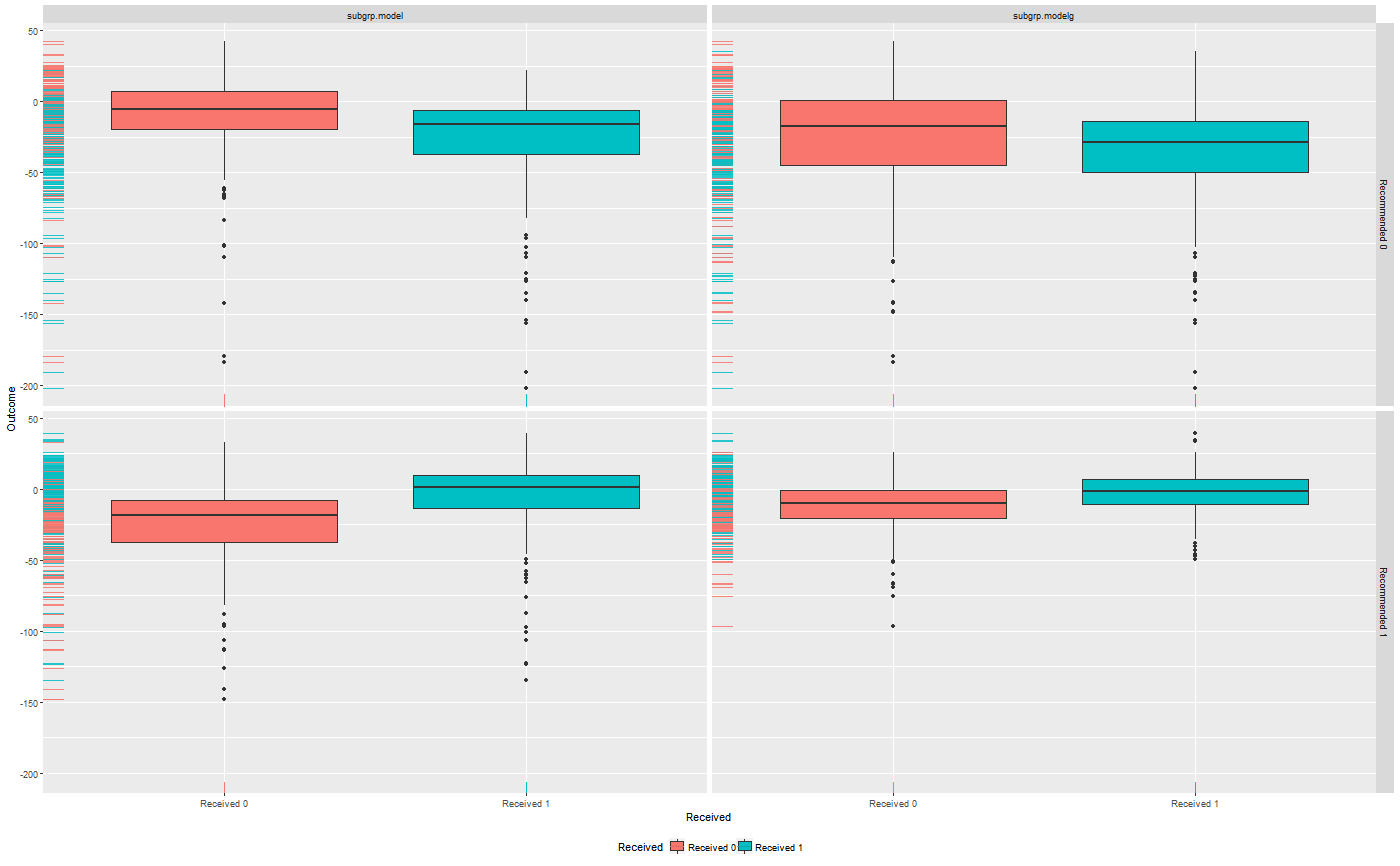 subgrp.model
subgrp.modelg
50
0
-50
-100
-150
-200
Recommended 0
Outcome
50
0
-50
-100
-150
-200
Recommended 1
Received 0
Received 1
Received 0
Received 1
Received
Received Received 0 Received 1